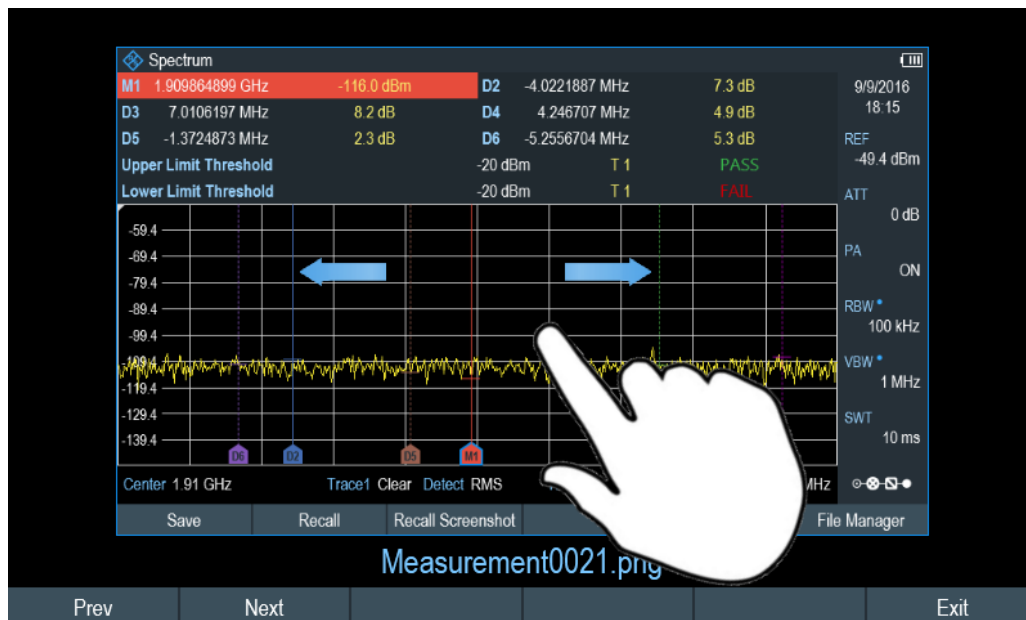 Spectrum
M1 1.909864899 GHz -116.0 dBm D2 -4.0221887 MHz 7.3 dB
D3 7.0106197 MHz 8.2 dB D4 4.246707 MHz 4.9 dB
D5 -1.3724873 MHz 2.3 dB D6 -5.2556704 MHz 5.3 dB
Upper Limit Threshold -20 dBm T 1 PASS
Lower Limit Threshold -20 dBm T 1 FAIL
9/9/2016
18:15
REF
-49.4 dBm
ATT
0 dB
PA
ON
RBW
100 kHz
VBW
1 MHz
SWT
10 ms
-59.4
-69.4
-79.4
-89.4
-99.4
-109.4
-119.4
-129.4
-139.4
D6 D2 D5 M1
Center 1.91 GHz Trace1 Clear Detect RMS MHz
Save Recall Recall Screenshot File Manager
Measurement0021.png
Prev Next Exit